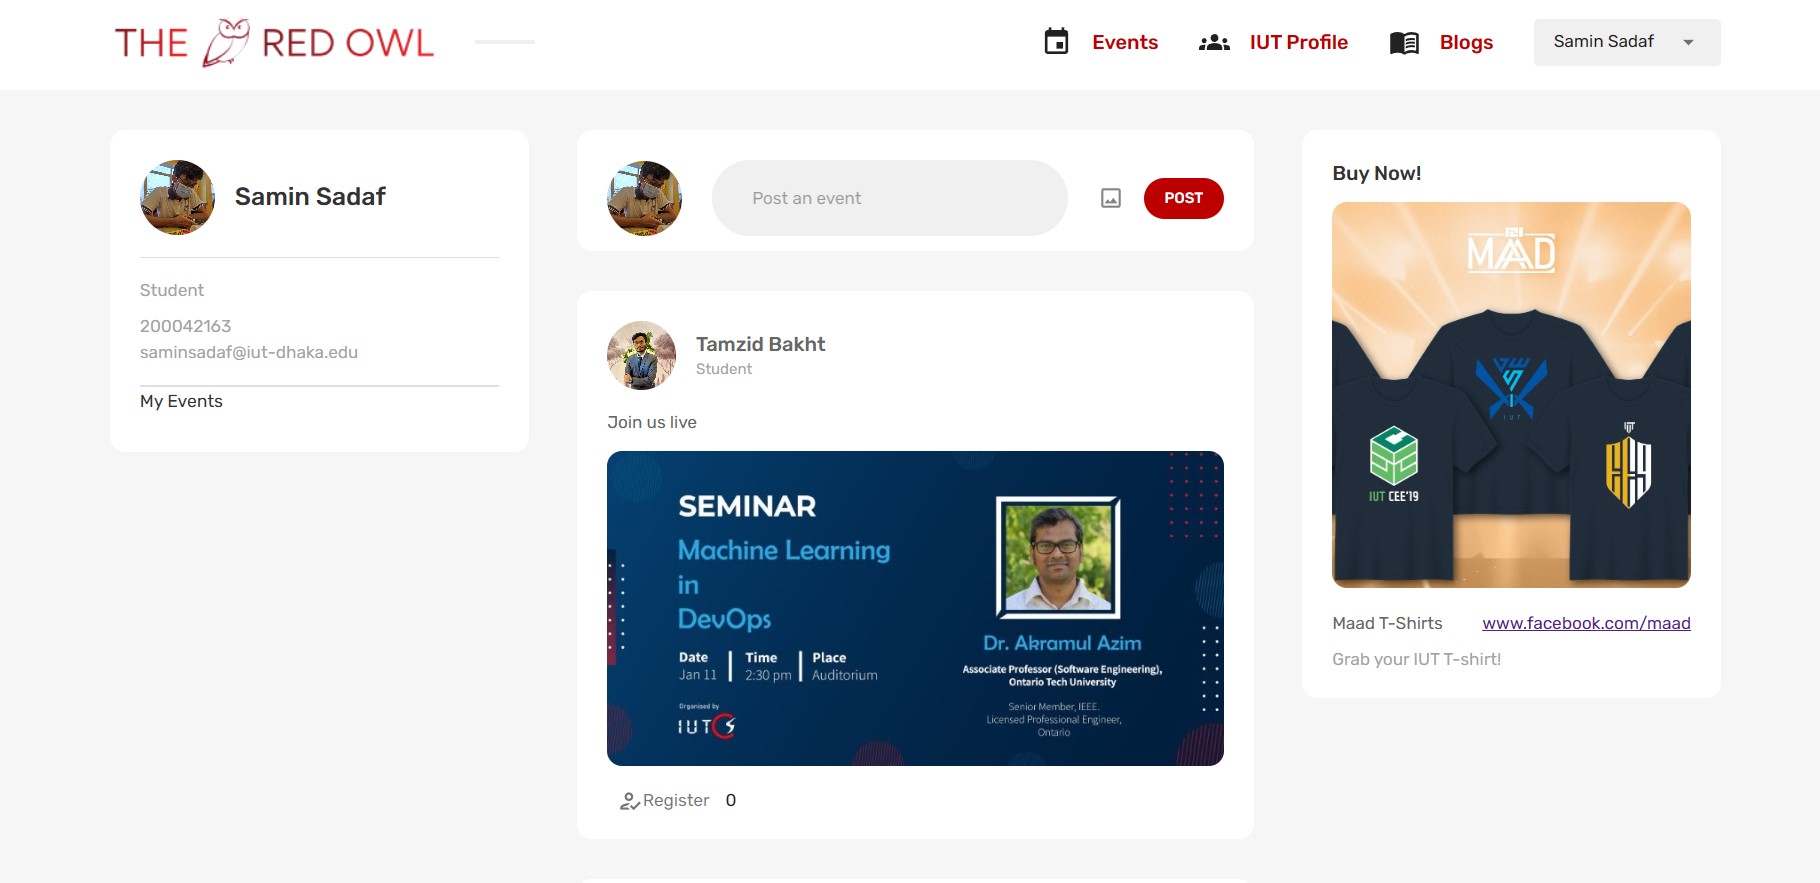 THE RED OWL
Events
IUT Profile
Blogs
Samin Sadaf
Samin Sadaf
Student
200042163
saminsadaf@iut-dhaka.edu
My Events
Post an event
POST
Tamzid Bakht
Student
Join us live
SEMINAR
Machine Learning
in
DevOps
Date
Jan 11
Time
2:30 pm
Place
Auditorium
Organised by
IUTCS
Dr. Akramul Azim
Associate Professor (Software Engineering),
Ontario Tech University
Senior Member, IEEE.
Licensed Professional Engineer,
Ontario
Register 0
Buy Now!
MAAD
IUT
IUT CEE'19
IUT
Maad T-Shirts
www.facebook.com/maad
Grab your IUT T-shirt!